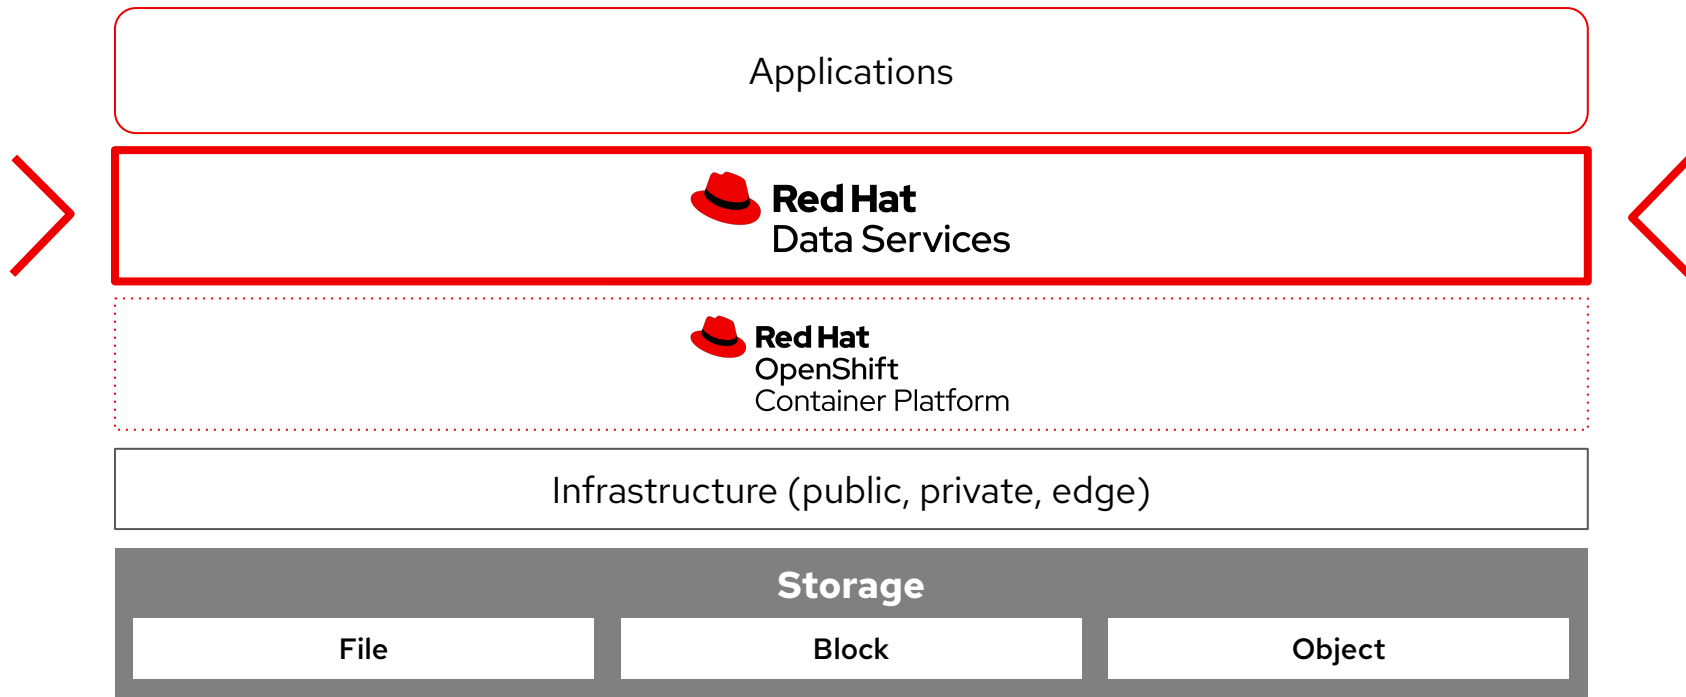 Applications
Red Hat
Data Services
Red Hat
OpenShift
Container Platform
Infrastructure (public, private, edge)
Storage
File
Block
Object